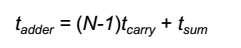 t_adder = (N-1)t_carry + t_sum